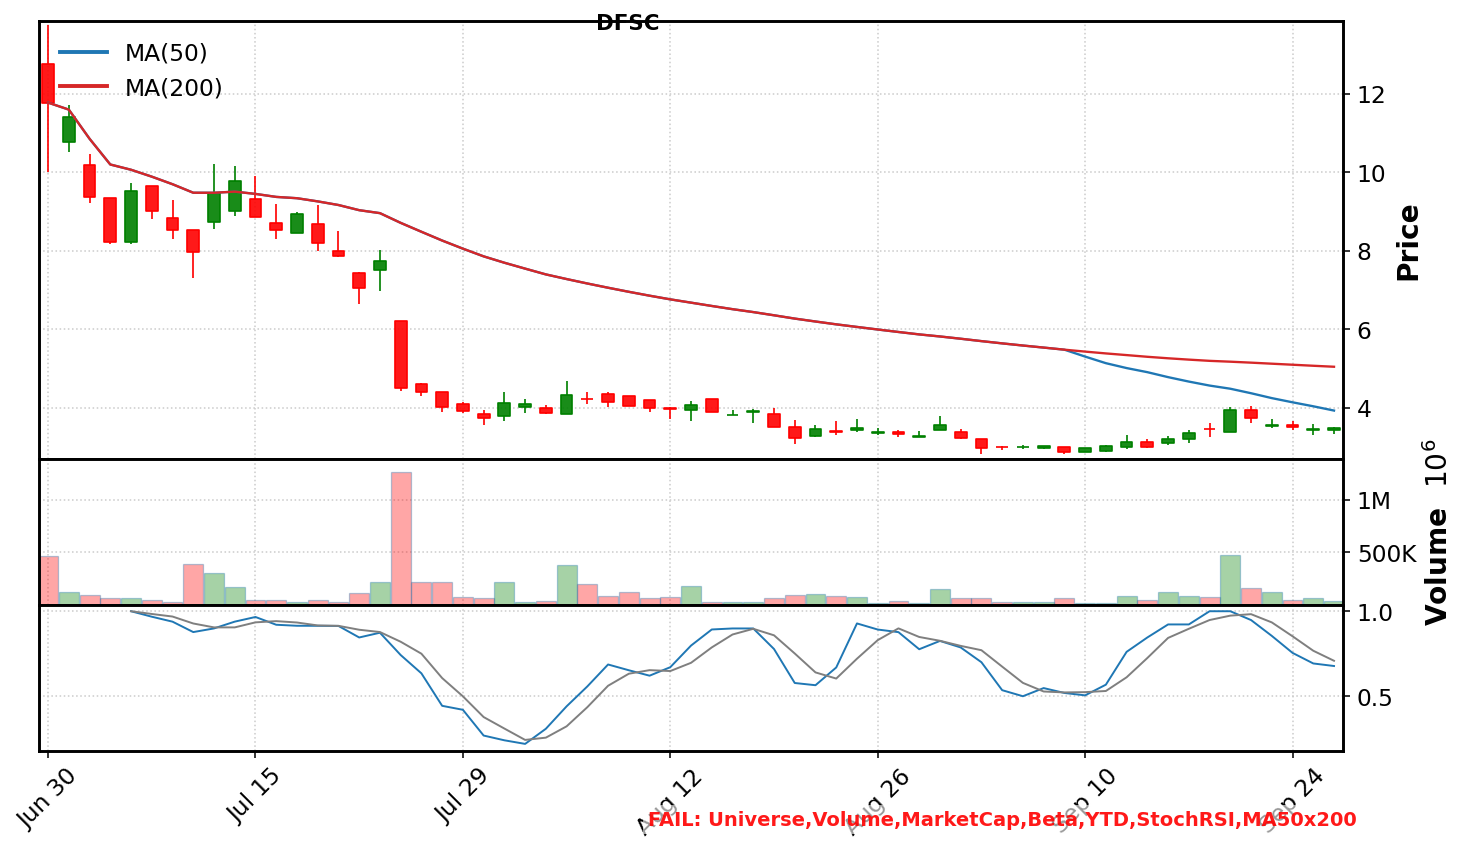 DFSC
MA(50)
MA(200)
12
10
8
6
4
Price
1M
500K
Volume 10^6
1.0
0.5
Jun 30
Jul 15
Jul 29
Aug 12
Aug 26
Sep 10
Sep 24
FAIL: Universe,Volume,MarketCap,Beta,YTD,StochRSI,MA50x200